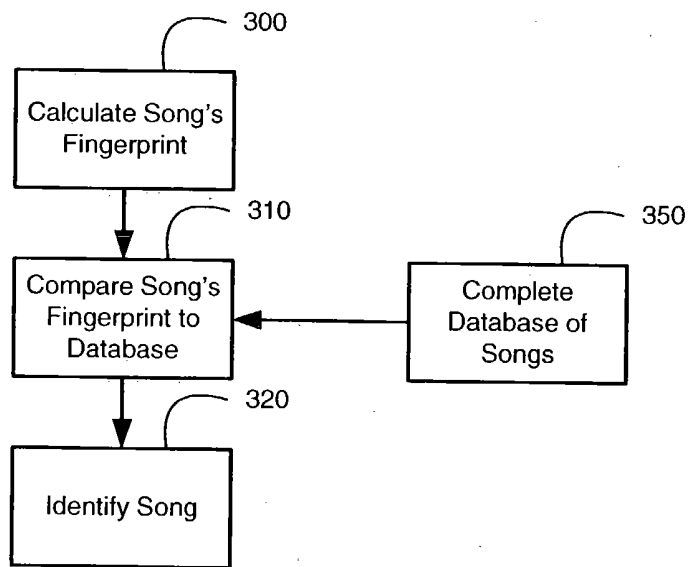 300
Calculate Song's
Fingerprint
310
Compare Song's
Fingerprint to
Database
350
Complete
Database of
Songs
320
Identify Song